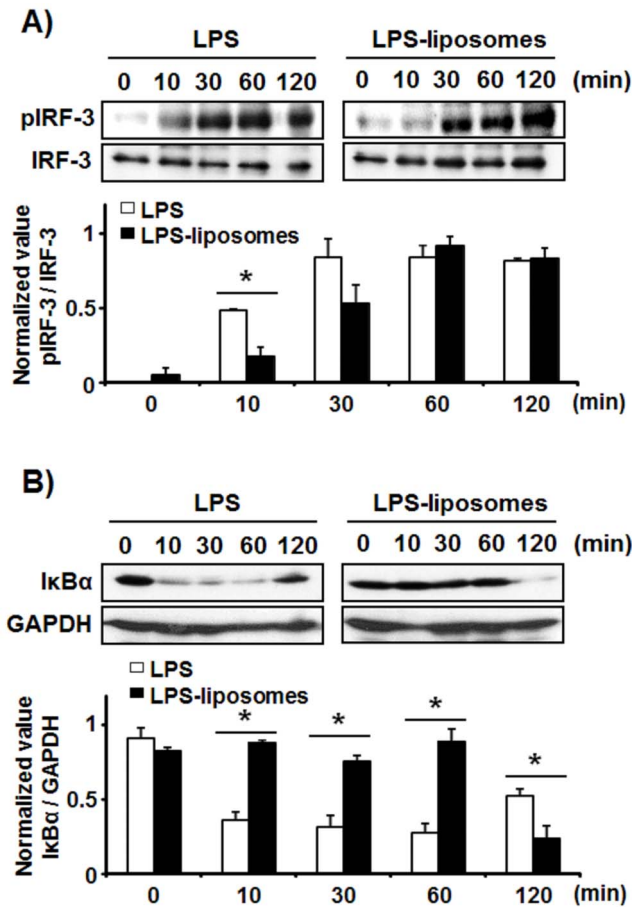 A)
LPS LPS-liposomes
0 10 30 60 120 0 10 30 60 120 (min)
pIRF-3
IRF-3
LPS
LPS-liposomes
Normalized value
pIRF-3 / IRF-3
1
0.5
0
*
0 10 30 60 120 (min)
B)
LPS LPS-liposomes
0 10 30 60 120 0 10 30 60 120 (min)
IκBα
GAPDH
LPS
LPS-liposomes
Normalized value
IκBα / GAPDH
1
0.5
0
* * * *
0 10 30 60 120 (min)